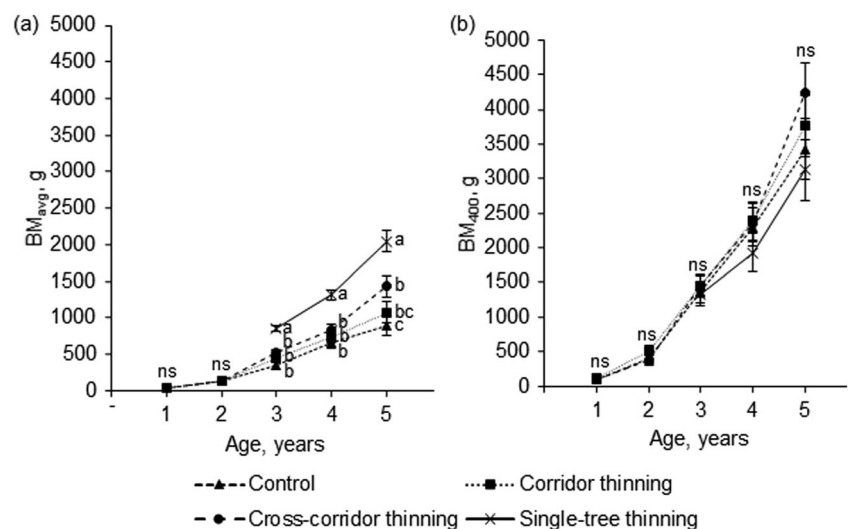 (a)
5000
4500
4000
3500
3000
2500
2000
1500
1000
500
0
BMavg, g
ns
ns
a
b
b
b
a
b
b
b
a
b
bc
c
-
1
2
3
4
5
Age, years
(b)
5000
4500
4000
3500
3000
2500
2000
1500
1000
500
0
BM400, g
ns
ns
ns
ns
ns
1
2
3
4
5
Age, years
Control
Corridor thinning
Cross-corridor thinning
Single-tree thinning